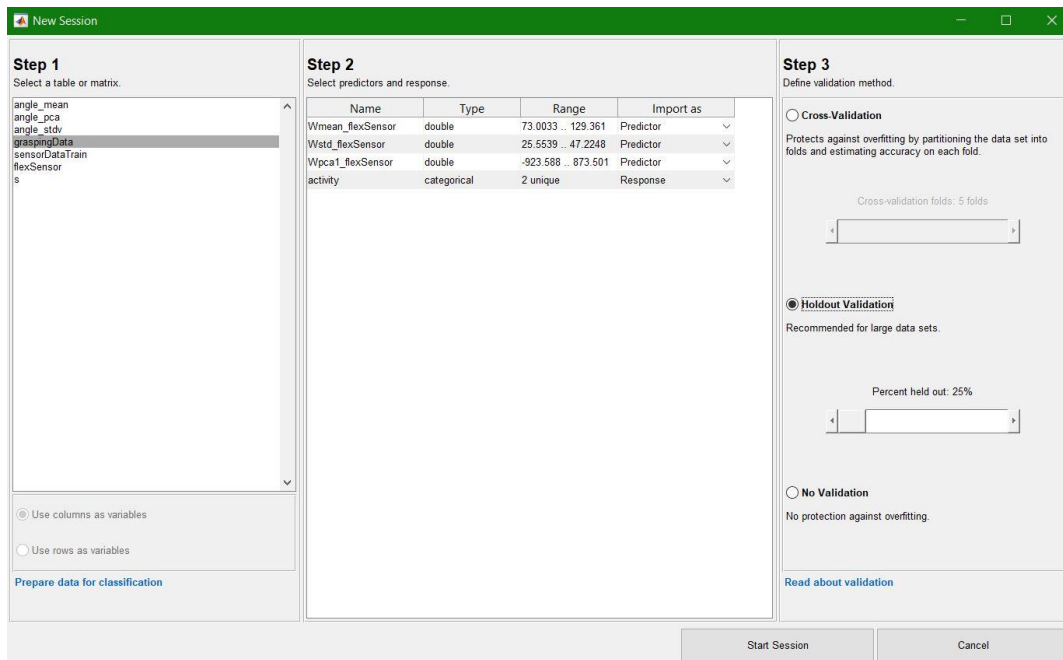 New Session
Step 1
Select a table or matrix.
angle_mean
angle_pca
angle_stdv
graspingData
sensorDataTrain
flexSensor
s
Use columns as variables
Use rows as variables
Prepare data for classification
Step 2
Select predictors and response.
Name Type Range Import as
Wmean_flexSensor double 73.0033 .. 129.361 Predictor
Wstd_flexSensor double 25.5539 .. 47.2248 Predictor
Wpca1_flexSensor double -923.588 .. 873.501 Predictor
activity categorical 2 unique Response
Step 3
Define validation method.
Cross-Validation
Protects against overfitting by partitioning the data set into
folds and estimating accuracy on each fold.
Cross-validation folds: 5 folds
Holdout Validation
Recommended for large data sets.
Percent held out: 25%
No Validation
No protection against overfitting.
Read about validation
Start Session
Cancel